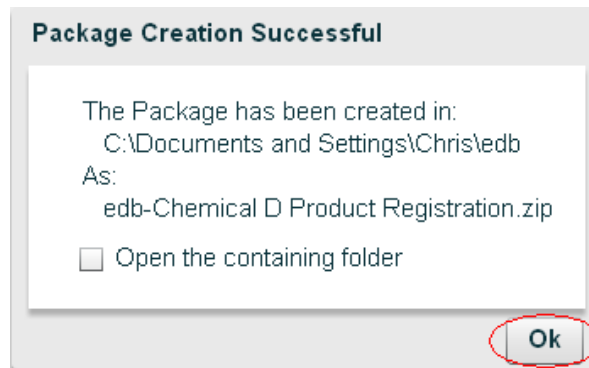 Package Creation Successful
The Package has been created in:
C:\Documents and Settings\Chris\edb
As:
edb-Chemical D Product Registration.zip
Open the containing folder
Ok